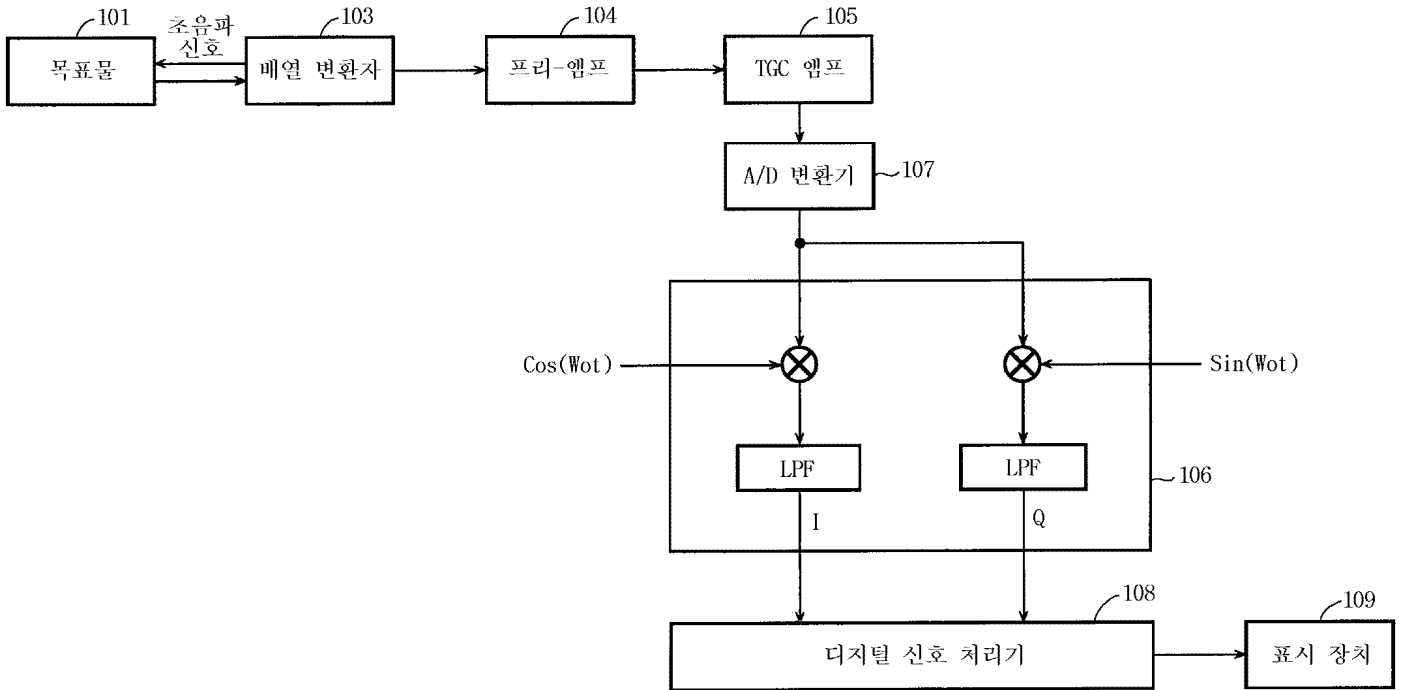 101
초음파
신호
103
104
105
목표물
배열 변환자
프리-앰프
TGC 앰프
A/D 변환기
107
Cos(Wot)
Sin(Wot)
LPF
LPF
106
I
Q
108
109
디지털 신호 처리기
표시 장치